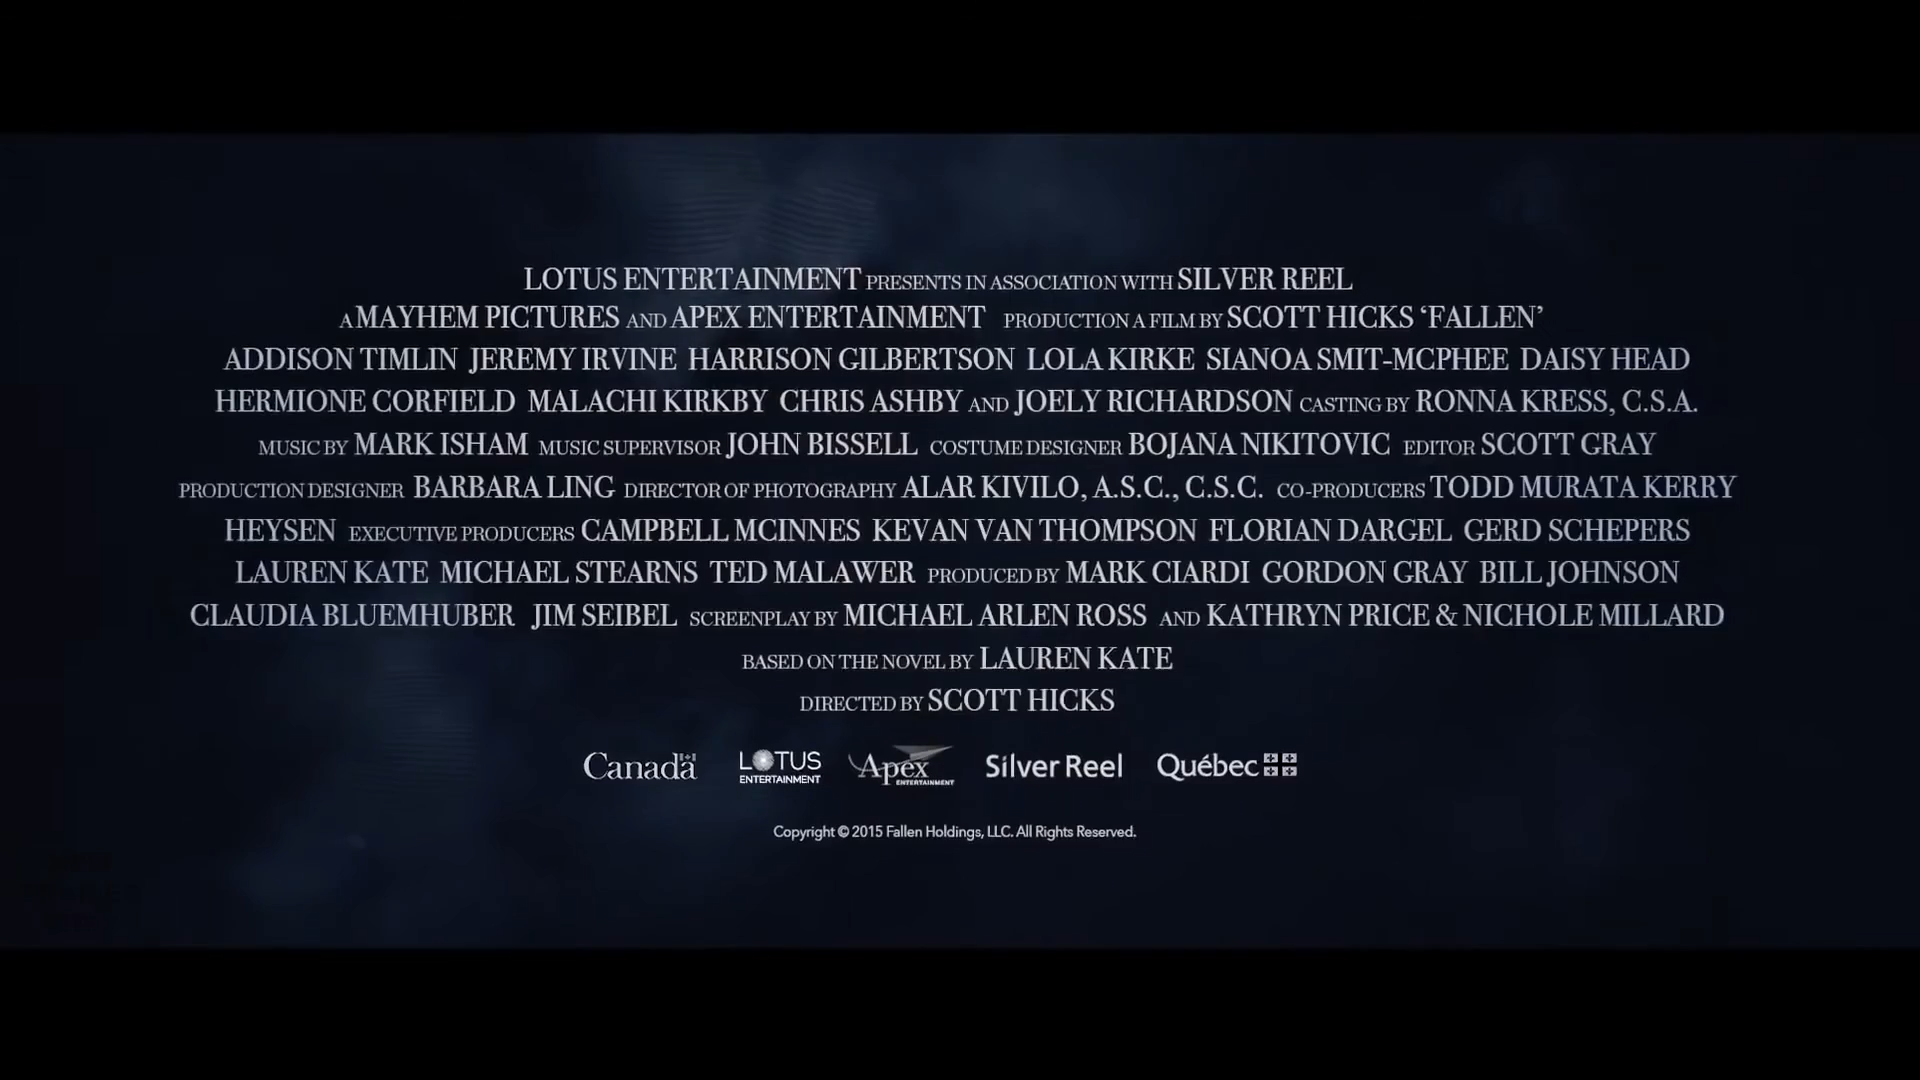 LOTUS ENTERTAINMENT PRESENTS IN ASSOCIATION WITH SILVER REEL
A MAYHEM PICTURES AND APEX ENTERTAINMENT PRODUCTION A FILM BY SCOTT HICKS ‘FALLEN’
ADDISON TIMLIN JEREMY IRVINE HARRISON GILBERTSON LOLA KIRKE SIANOA SMIT-MCPHEE DAISY HEAD
HERMIONE CORFIELD MALACHI KIRKBY CHRIS ASHBY AND JOELY RICHARDSON CASTING BY RONNA KRESS, C.S.A.
MUSIC BY MARK ISHAM MUSIC SUPERVISOR JOHN BISSELL COSTUME DESIGNER BOJANA NIKITOVIC EDITOR SCOTT GRAY
PRODUCTION DESIGNER BARBARA LING DIRECTOR OF PHOTOGRAPHY ALAR KIVILO, A.S.C., C.S.C. CO-PRODUCERS TODD MURATA KERRY
HEYSEN EXECUTIVE PRODUCERS CAMPBELL MCINNES KEVAN VAN THOMPSON FLORIAN DARGEL GERD SCHEPERS
LAUREN KATE MICHAEL STEARNS TED MALAWER PRODUCED BY MARK CIARDI GORDON GRAY BILL JOHNSON
CLAUDIA BLUEMHUBER JIM SEIBEL SCREENPLAY BY MICHAEL ARLEN ROSS AND KATHRYN PRICE & NICHOLE MILLARD
BASED ON THE NOVEL BY LAUREN KATE
DIRECTED BY SCOTT HICKS
Canada LOTUS ENTERTAINMENT Apex ENTERTAINMENT Silver Reel Québec
Copyright © 2015 Fallen Holdings, LLC. All Rights Reserved.